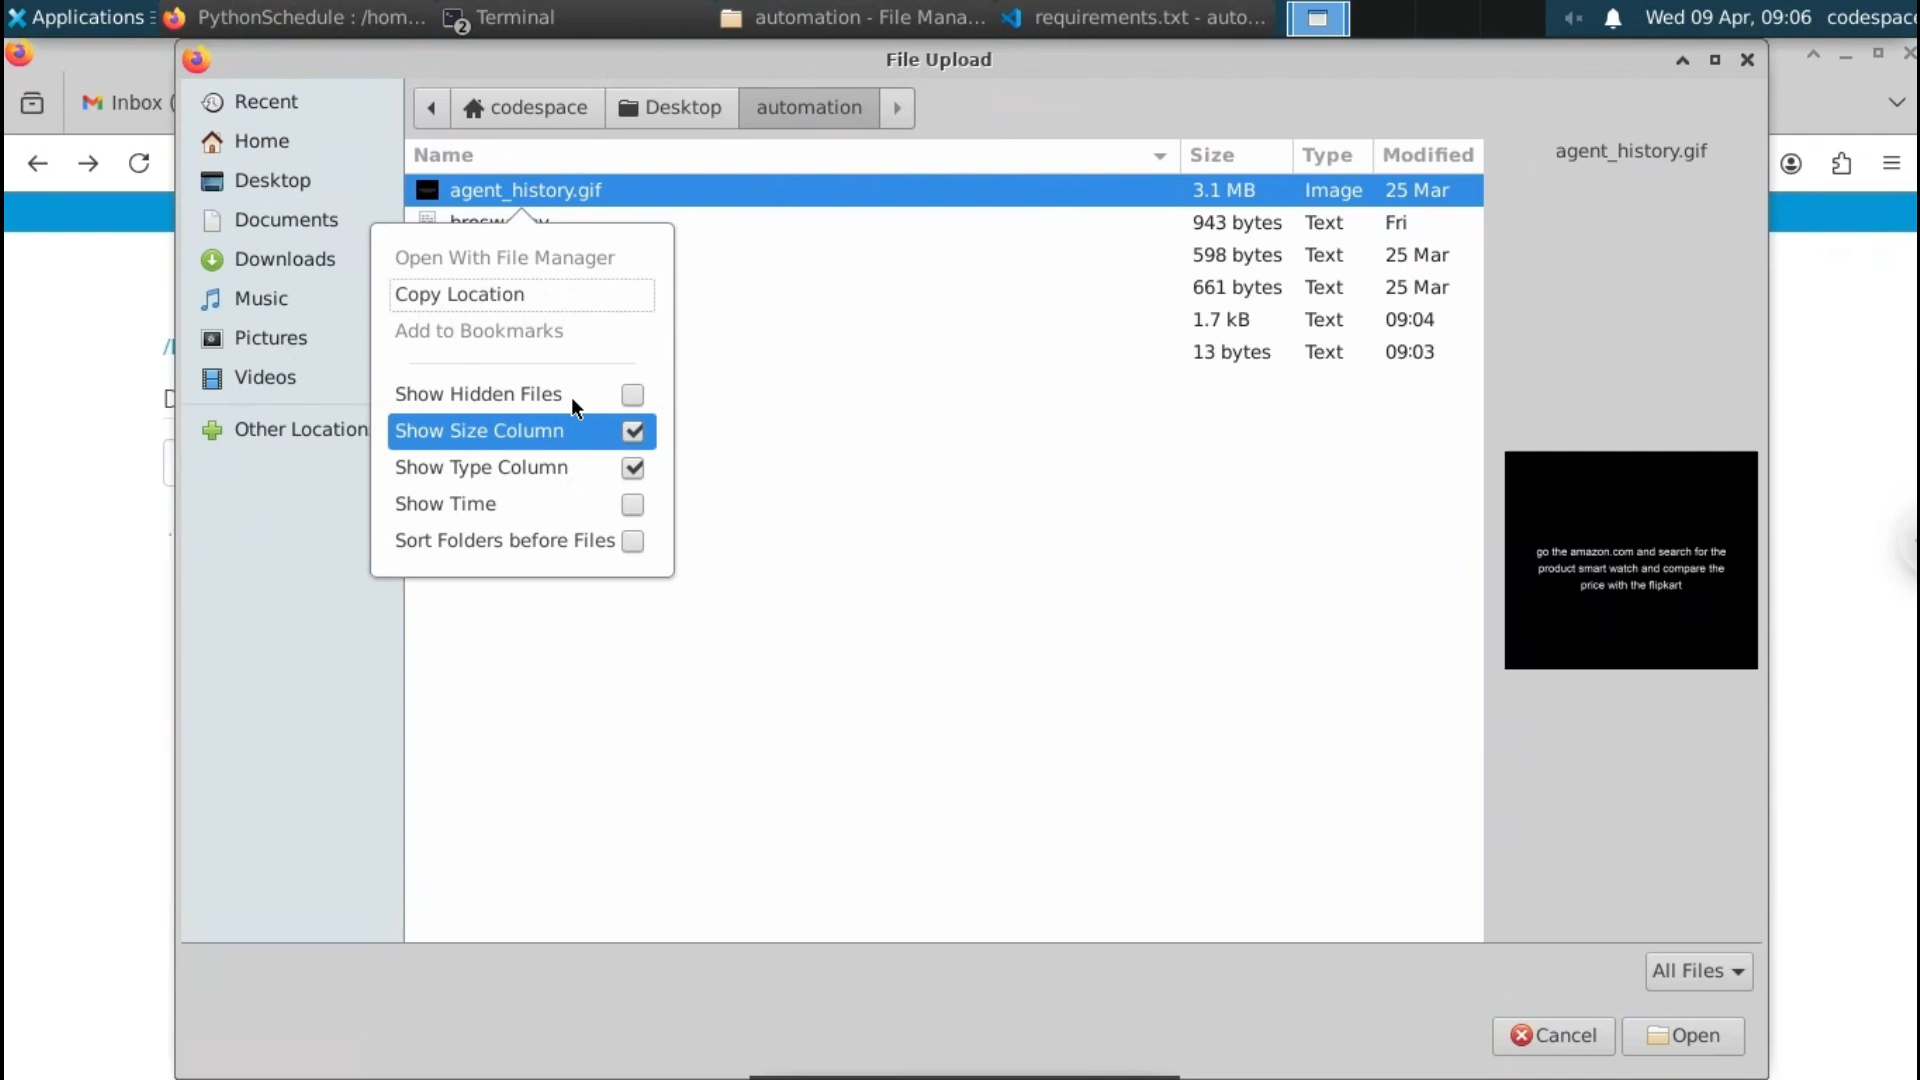 Applications
PythonSchedule : /hom...
2
Terminal
automation - File Mana...
requirements.txt - auto...
Wed 09 Apr, 09:06
codespace
File Upload
Inbox (
Recent
Home
Desktop
Documents
Downloads
Music
Pictures
Videos
Other Location
codespace
Desktop
automation
Name Size Type Modified
agent_history.gif 3.1 MB Image 25 Mar
943 bytes Text Fri
598 bytes Text 25 Mar
661 bytes Text 25 Mar
1.7 kB Text 09:04
13 bytes Text 09:03
Open With File Manager
Copy Location
Add to Bookmarks
Show Hidden Files
Show Size Column
Show Type Column
Show Time
Sort Folders before Files
agent_history.gif
go the amazon.com and search for the
product smart watch and compare the
price with the flipkart
All Files
Cancel
Open